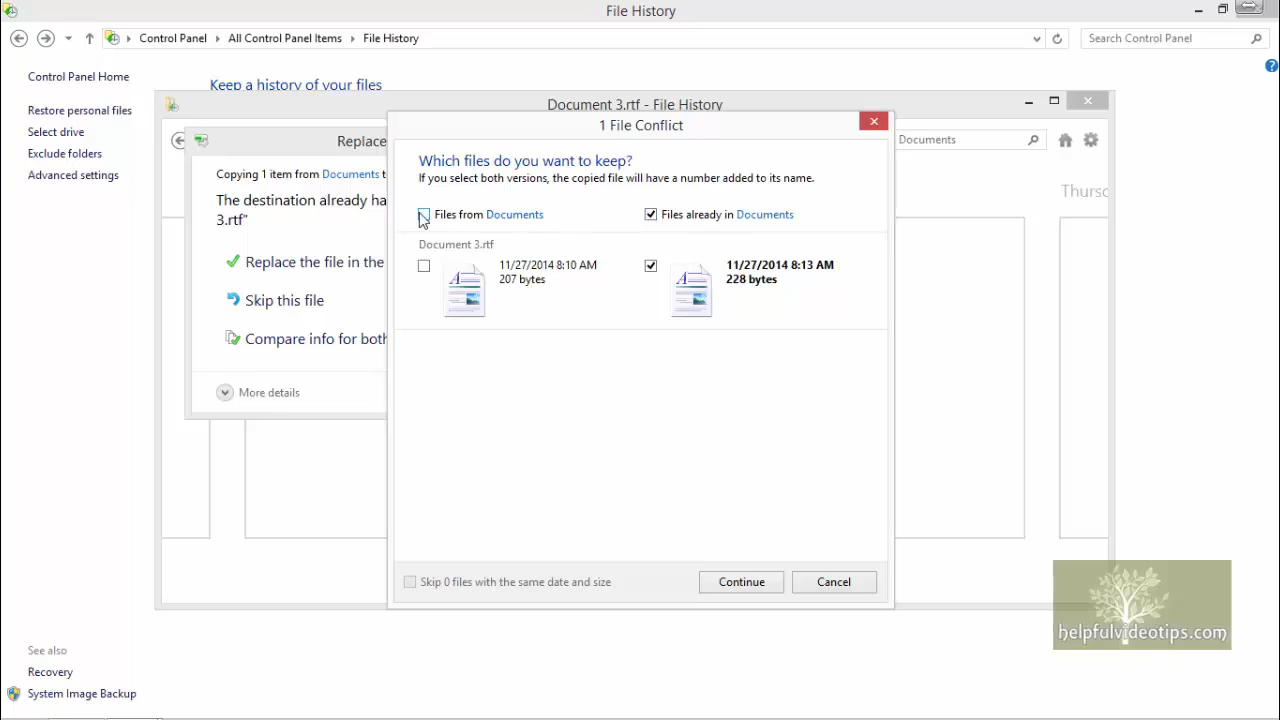 File History
Control Panel
All Control Panel Items
File History
Search Control Panel
Control Panel Home
Restore personal files
Select drive
Exclude folders
Advanced settings
Keep a history of your files
Document 3.rtf - File History
Documents
Thursd
Replace
Copying 1 item from Documents t
The destination already ha
3.rtf"
Replace the file in the
Skip this file
Compare info for both
More details
1 File Conflict
Which files do you want to keep?
If you select both versions, the copied file will have a number added to its name.
Files from Documents
Files already in Documents
Document 3.rtf
11/27/2014 8:10 AM
207 bytes
11/27/2014 8:13 AM
228 bytes
Skip 0 files with the same date and size
Continue
Cancel
See also
Recovery
System Image Backup
helpfulvideotips.com